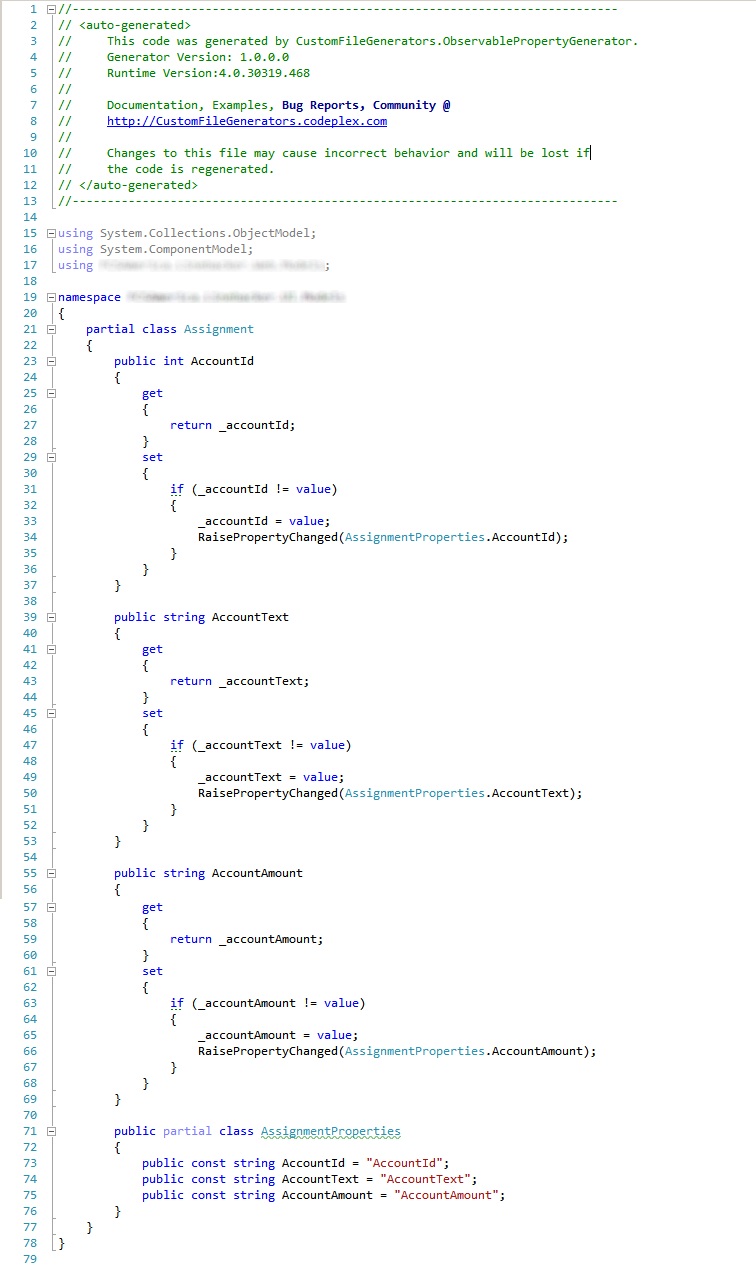 1 //------------------------------------------------------------------------------
2 // <auto-generated>
3 //     This code was generated by CustomFileGenerators.ObservablePropertyGenerator.
4 //     Generator Version: 1.0.0.0
5 //     Runtime Version:4.0.30319.468
6 //
7 //     Documentation, Examples, Bug Reports, Community @
8 //     http://CustomFileGenerators.codeplex.com
9 //
10 //     Changes to this file may cause incorrect behavior and will be lost if
11 //     the code is regenerated.
12 // </auto-generated>
13 //------------------------------------------------------------------------------
14
15 using System.Collections.ObjectModel;
16 using System.ComponentModel;
17 using ;
18
19 namespace
20 {
21     partial class Assignment
22     {
23         public int AccountId
24         {
25             get
26             {
27                 return _accountId;
28             }
29             set
30             {
31                 if (_accountId != value)
32                 {
33                     _accountId = value;
34                     RaisePropertyChanged(AssignmentProperties.AccountId);
35                 }
36             }
37         }
38
39         public string AccountText
40         {
41             get
42             {
43                 return _accountText;
44             }
45             set
46             {
47                 if (_accountText != value)
48                 {
49                     _accountText = value;
50                     RaisePropertyChanged(AssignmentProperties.AccountText);
51                 }
52             }
53         }
54
55         public string AccountAmount
56         {
57             get
58             {
59                 return _accountAmount;
60             }
61             set
62             {
63                 if (_accountAmount != value)
64                 {
65                     _accountAmount = value;
66                     RaisePropertyChanged(AssignmentProperties.AccountAmount);
67                 }
68             }
69         }
70
71         public partial class AssignmentProperties
72         {
73             public const string AccountId = "AccountId";
74             public const string AccountText = "AccountText";
75             public const string AccountAmount = "AccountAmount";
76         }
77     }
78 }
79